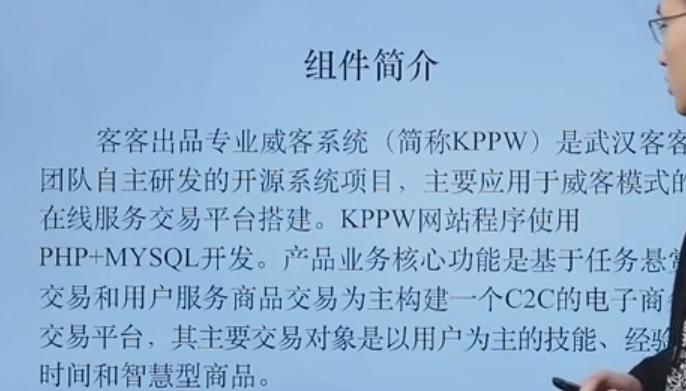 组件简介
客客出品专业威客系统（简称KPPW）是武汉客客
团队自主研发的开源系统项目，主要应用于威客模式的
在线服务交易平台搭建。KPPW网站程序使用
PHP+MYSQL开发。产品业务核心功能是基于任务悬赏
交易和用户服务商品交易为主构建一个C2C的电子商务
交易平台，其主要交易对象是以用户为主的技能、经验
时间和智慧型商品。